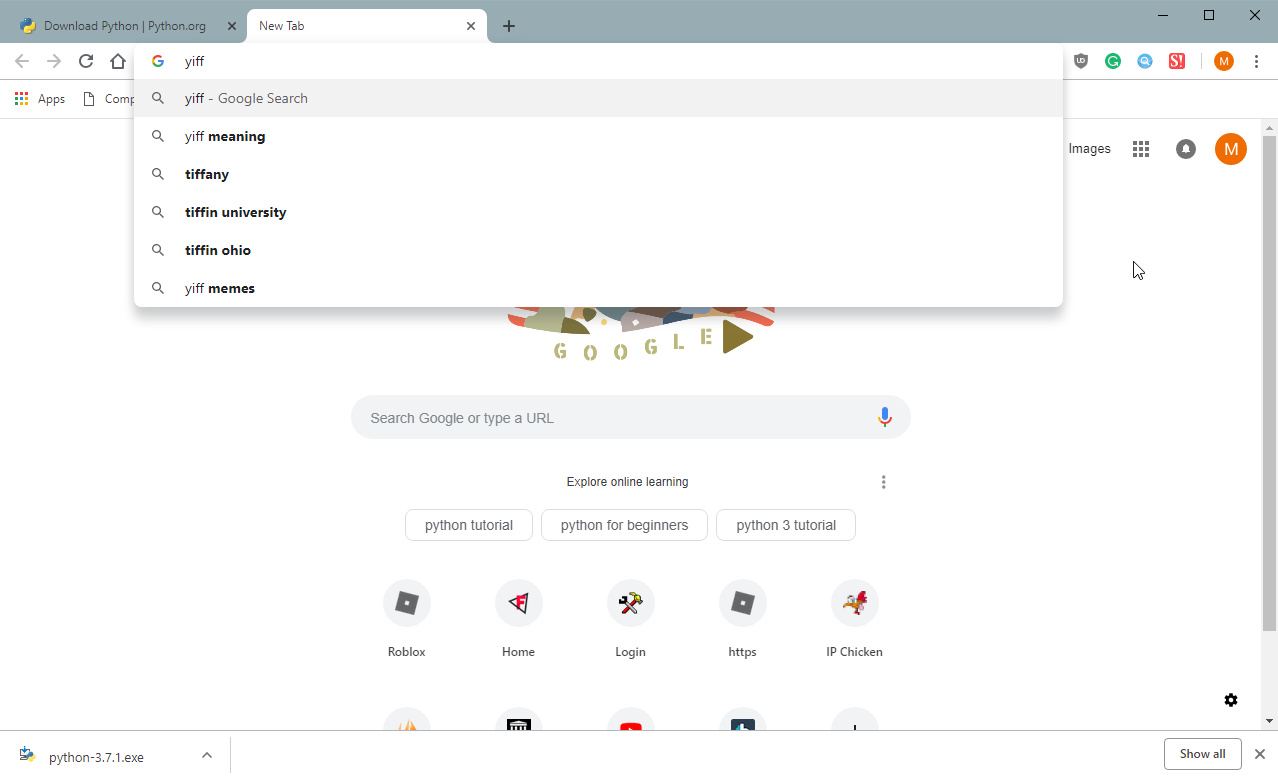 Download Python | Python.org
New Tab
yiff
M
Apps
Comp
yiff - Google Search
yiff meaning
tiffany
tiffin university
tiffin ohio
yiff memes
Images
M
GOOGLE
Search Google or type a URL
Explore online learning
python tutorial
python for beginners
python 3 tutorial
Roblox
Home
Login
https
IP Chicken
python-3.7.1.exe
Show all